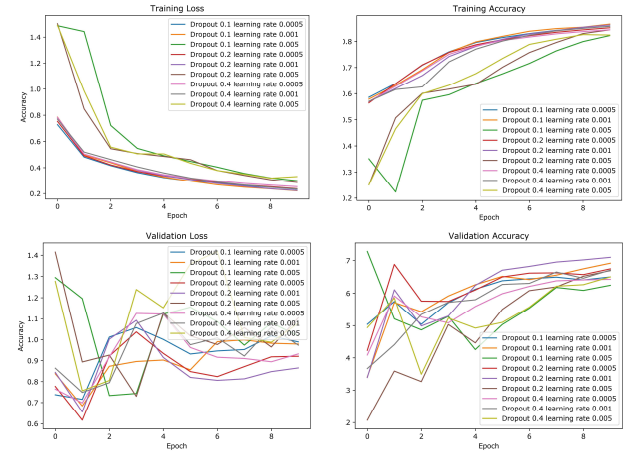 Training Loss
Accuracy
1.4
1.2
1.0
0.8
0.6
0.4
0.2
Dropout 0.1 learning rate 0.0005
Dropout 0.1 learning rate 0.001
Dropout 0.1 learning rate 0.005
Dropout 0.2 learning rate 0.0005
Dropout 0.2 learning rate 0.001
Dropout 0.2 learning rate 0.005
Dropout 0.4 learning rate 0.0005
Dropout 0.4 learning rate 0.001
Dropout 0.4 learning rate 0.005
0 2 4 6 8
Epoch
Training Accuracy
1.8
1.7
1.6
1.5
1.4
1.3
1.2
Dropout 0.1 learning rate 0.0005
Dropout 0.1 learning rate 0.001
Dropout 0.1 learning rate 0.005
Dropout 0.2 learning rate 0.0005
Dropout 0.2 learning rate 0.001
Dropout 0.2 learning rate 0.005
Dropout 0.4 learning rate 0.0005
Dropout 0.4 learning rate 0.001
Dropout 0.4 learning rate 0.005
0 2 4 6 8
Epoch
Validation Loss
Accuracy
1.4
1.3
1.2
1.1
1.0
0.9
0.8
0.7
0.6
Dropout 0.1 learning rate 0.0005
Dropout 0.1 learning rate 0.001
Dropout 0.1 learning rate 0.005
Dropout 0.2 learning rate 0.0005
Dropout 0.2 learning rate 0.001
Dropout 0.2 learning rate 0.005
Dropout 0.4 learning rate 0.0005
Dropout 0.4 learning rate 0.001
Dropout 0.4 learning rate 0.005
0 2 4 6 8
Epoch
Validation Accuracy
7
6
5
4
3
2
Dropout 0.1 learning rate 0.0005
Dropout 0.1 learning rate 0.001
Dropout 0.1 learning rate 0.005
Dropout 0.2 learning rate 0.0005
Dropout 0.2 learning rate 0.001
Dropout 0.2 learning rate 0.005
Dropout 0.4 learning rate 0.0005
Dropout 0.4 learning rate 0.001
Dropout 0.4 learning rate 0.005
0 2 4 6 8
Epoch